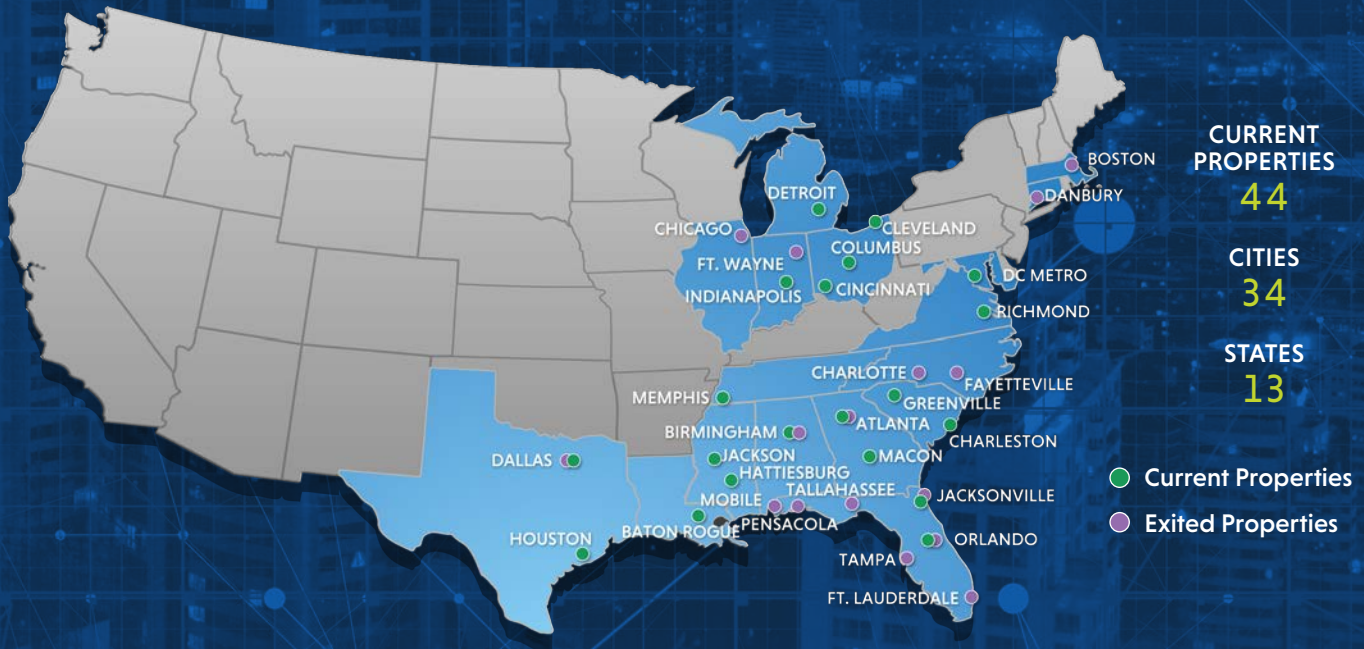 BOSTON
DANBURY
DETROIT
CHICAGO
CLEVELAND
COLUMBUS
FT. WAYNE
INDIANAPOLIS
CINCINNATI
DC METRO
RICHMOND
CHARLOTTE
FAYETTEVILLE
MEMPHIS
GREENVILLE
BIRMINGHAM
ATLANTA
CHARLESTON
DALLAS
JACKSON
MACON
HATTIESBURG
TALLAHASSEE
MOBILE
JACKSONVILLE
PENSACOLA
BATON ROGUE
HOUSTON
ORLANDO
TAMPA
FT. LAUDERDALE
CURRENT
PROPERTIES
44
CITIES
34
STATES
13
Current Properties
Exited Properties